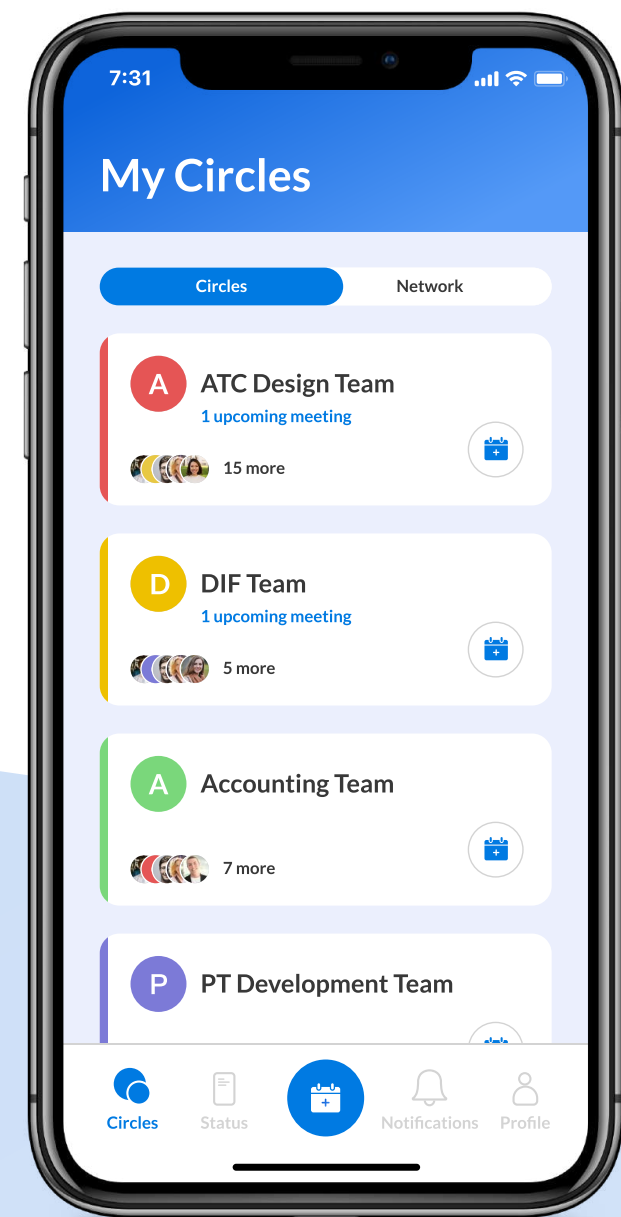 7:31
My Circles
Circles Network
A ATC Design Team
1 upcoming meeting
15 more
D DIF Team
1 upcoming meeting
5 more
A Accounting Team
7 more
P PT Development Team
Circles Status Notifications Profile